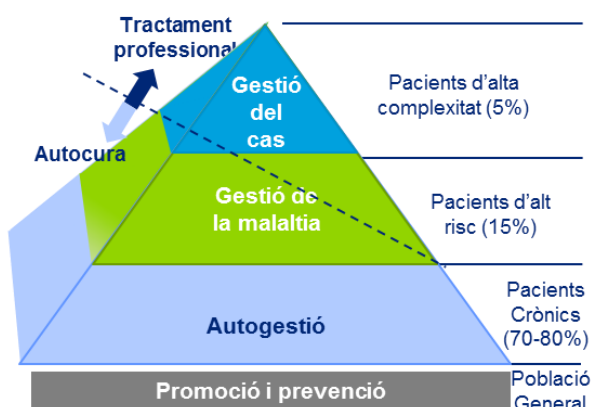 Tractament
professional
Autocura
Gestió
del
cas
Pacients d'alta
complexitat (5%)
Gestió de
la malaltia
Pacients d'alt
risc (15%)
Autogestió
Pacients
Crònics
(70-80%)
Promoció i prevenció
Població
General